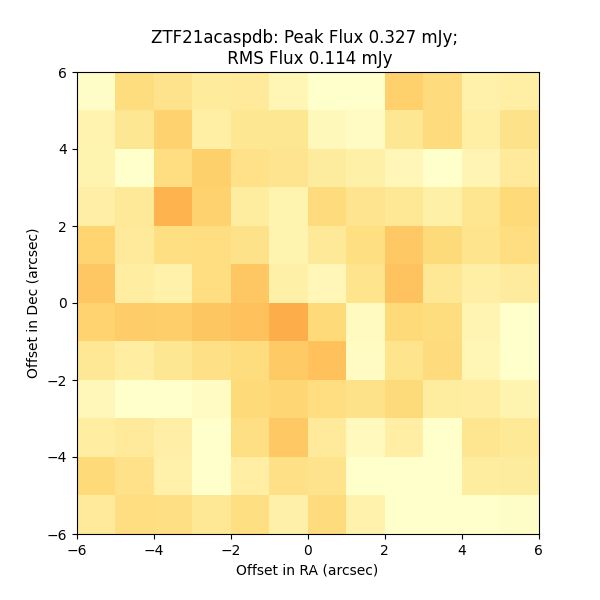 ZTF21acaspdb: Peak Flux 0.327 mJy;
RMS Flux 0.114 mJy
6
4
2
0
−2
−4
−6
Offset in Dec (arcsec)
−6 −4 −2 0 2 4 6
Offset in RA (arcsec)